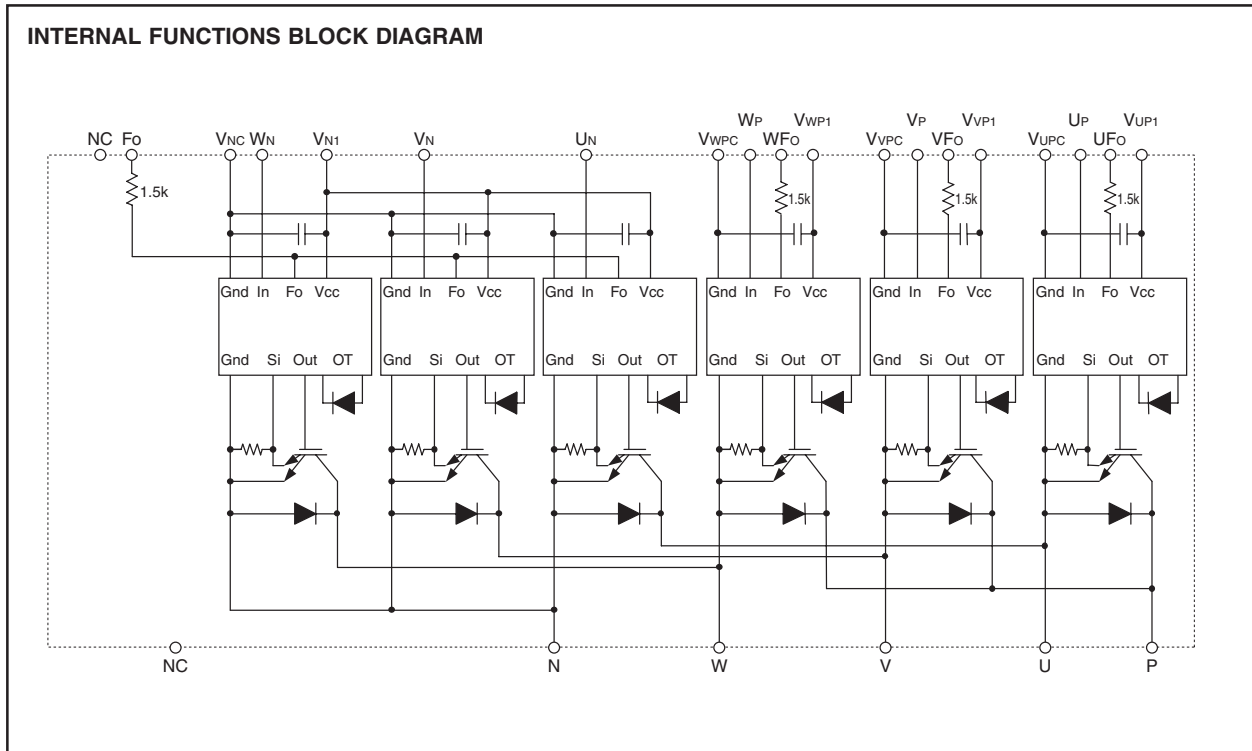 INTERNAL FUNCTIONS BLOCK DIAGRAM
WP VWP1 VP VVP1 UP VUP1
NC FO VNC WN VN1 VN UN VWPC WFO VVPC VFO VUPC UFO
1.5k 1.5k 1.5k 1.5k
Gnd In Fo Vcc Gnd In Fo Vcc Gnd In Fo Vcc Gnd In Fo Vcc Gnd In Fo Vcc Gnd In Fo Vcc
Gnd Si Out OT Gnd Si Out OT Gnd Si Out OT Gnd Si Out OT Gnd Si Out OT Gnd Si Out OT
NC N W V U P